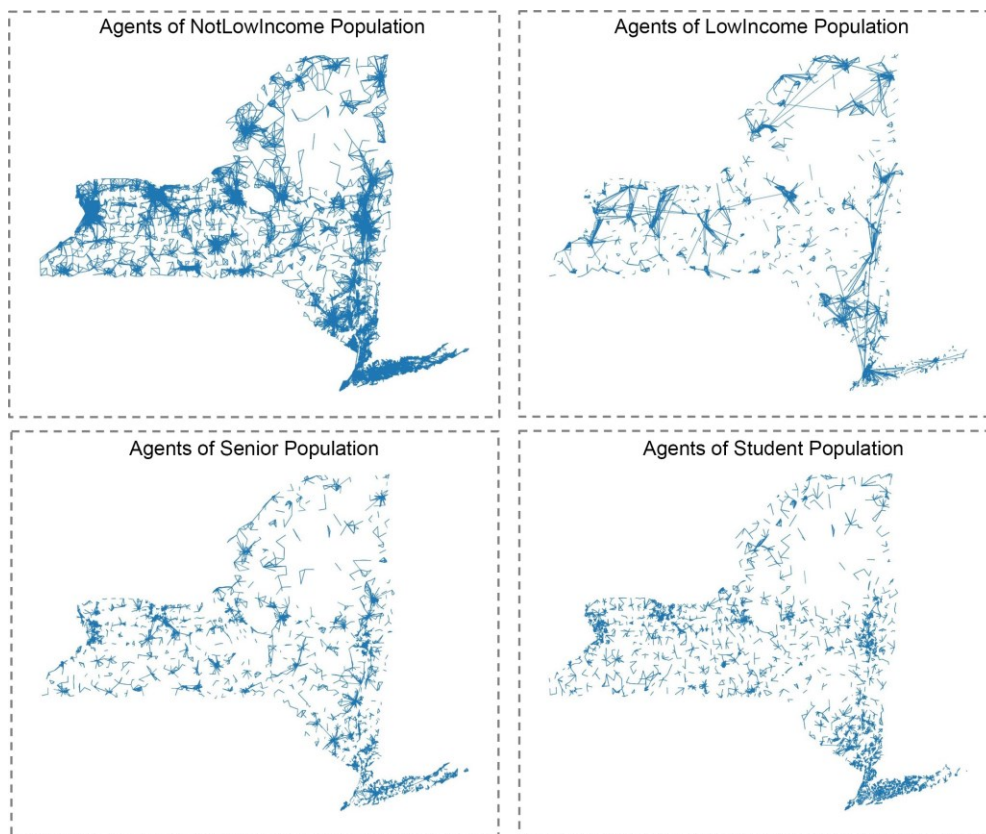 Agents of NotLowIncome Population
Agents of LowIncome Population
Agents of Senior Population
Agents of Student Population